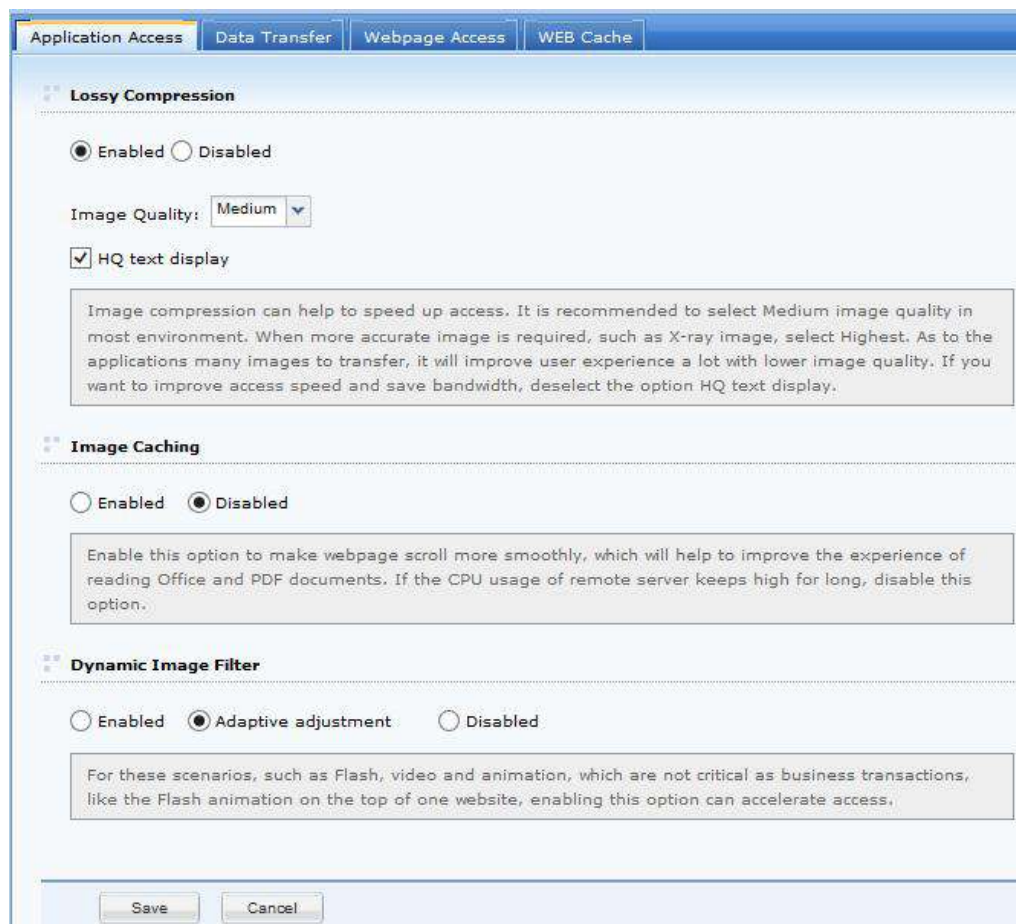 Application Access Data Transfer Webpage Access WEB Cache
Lossy Compression
Enabled Disabled
Image Quality: Medium
HQ text display
Image compression can help to speed up access. It is recommended to select Medium image quality in
most environment. When more accurate image is required, such as X-ray image, select Highest. As to the
applications many images to transfer, it will improve user experience a lot with lower image quality. If you
want to improve access speed and save bandwidth, deselect the option HQ text display.
Image Caching
Enabled Disabled
Enable this option to make webpage scroll more smoothly, which will help to improve the experience of
reading Office and PDF documents. If the CPU usage of remote server keeps high for long, disable this
option.
Dynamic Image Filter
Enabled Adaptive adjustment Disabled
For these scenarios, such as Flash, video and animation, which are not critical as business transactions,
like the Flash animation on the top of one website, enabling this option can accelerate access.
Save Cancel